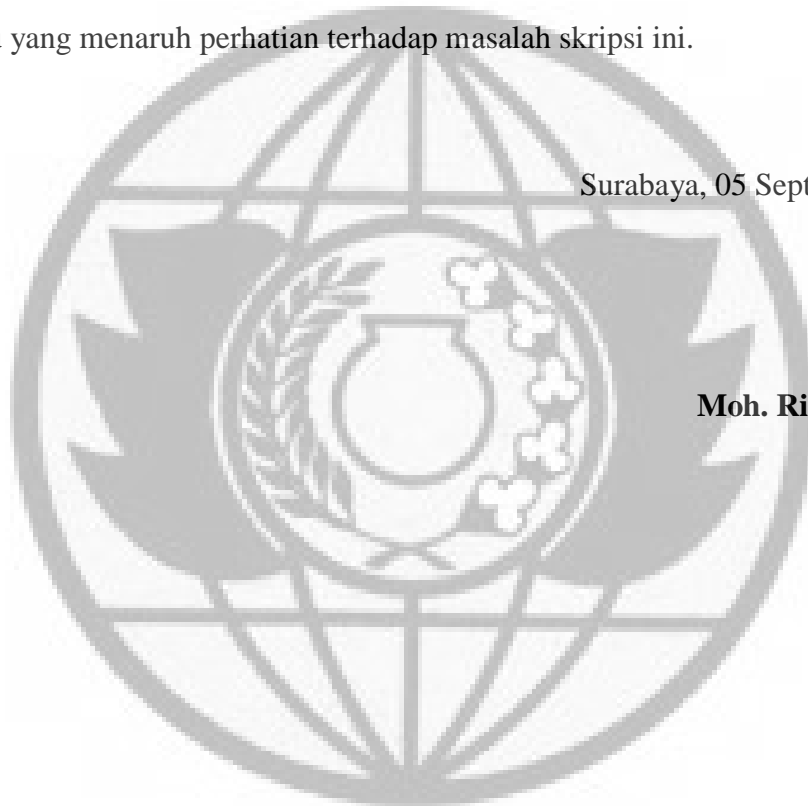 yang menaruh perhatian terhadap masalah skripsi ini.
Surabaya, 05 Sept
Moh. Ri